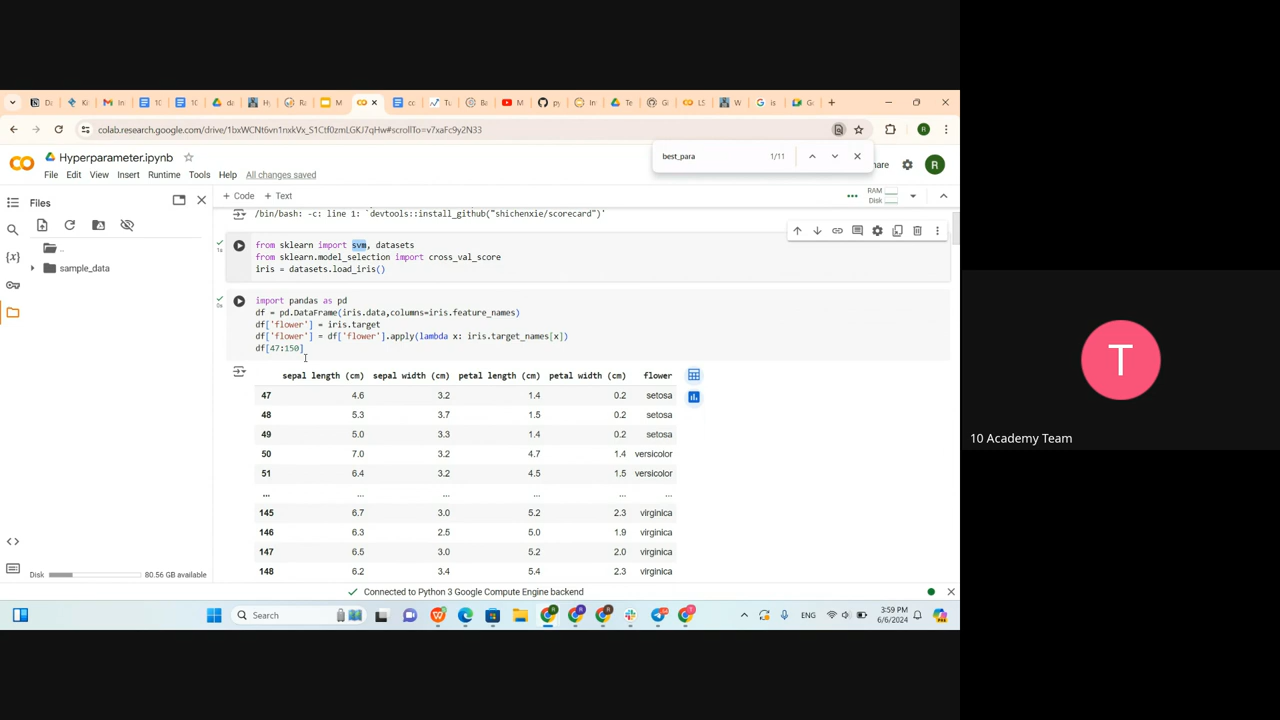 colab.research.google.com/drive/1bxWCNt6vn1nxkVx_S1Ctf0zmLGKJ7qHw#scrollTo=v7xaFc9y2N33
Hyperparameter.ipynb
best_para 1/11
File Edit View Insert Runtime Tools Help All changes saved
Files
+ Code + Text
RAM
Disk
/bin/bash: -c: line 1: `devtools::install_github("shichenxie/scorecard")'
1s
from sklearn import svm, datasets
from sklearn.model_selection import cross_val_score
iris = datasets.load_iris()
..
sample_data
0s
import pandas as pd
df = pd.DataFrame(iris.data,columns=iris.feature_names)
df['flower'] = iris.target
df['flower'] = df['flower'].apply(lambda x: iris.target_names[x])
df[47:150]
sepal length (cm) sepal width (cm) petal length (cm) petal width (cm) flower
47 4.6 3.2 1.4 0.2 setosa
48 5.3 3.7 1.5 0.2 setosa
49 5.0 3.3 1.4 0.2 setosa
50 7.0 3.2 4.7 1.4 versicolor
51 6.4 3.2 4.5 1.5 versicolor
... ... ... ... ... ...
145 6.7 3.0 5.2 2.3 virginica
146 6.3 2.5 5.0 1.9 virginica
147 6.5 3.0 5.2 2.0 virginica
148 6.2 3.4 5.4 2.3 virginica
Disk 80.56 GB available
Connected to Python 3 Google Compute Engine backend
Search
ENG
3:59 PM
6/6/2024
T
10 Academy Team